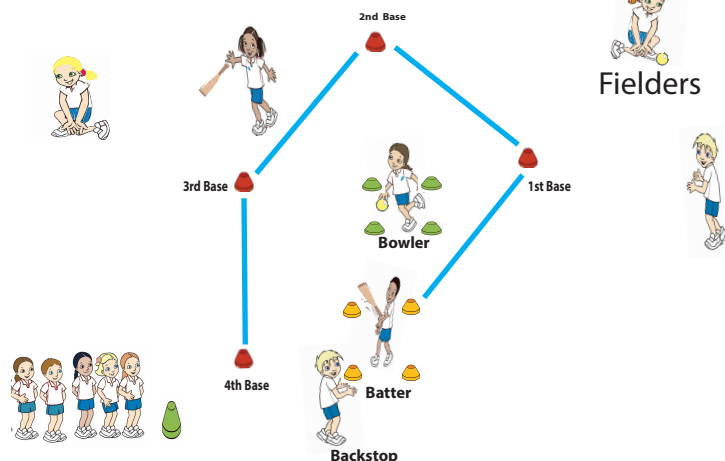 2nd Base
Fielders
3rd Base
1st Base
Bowler
4th Base
Batter
Backstop